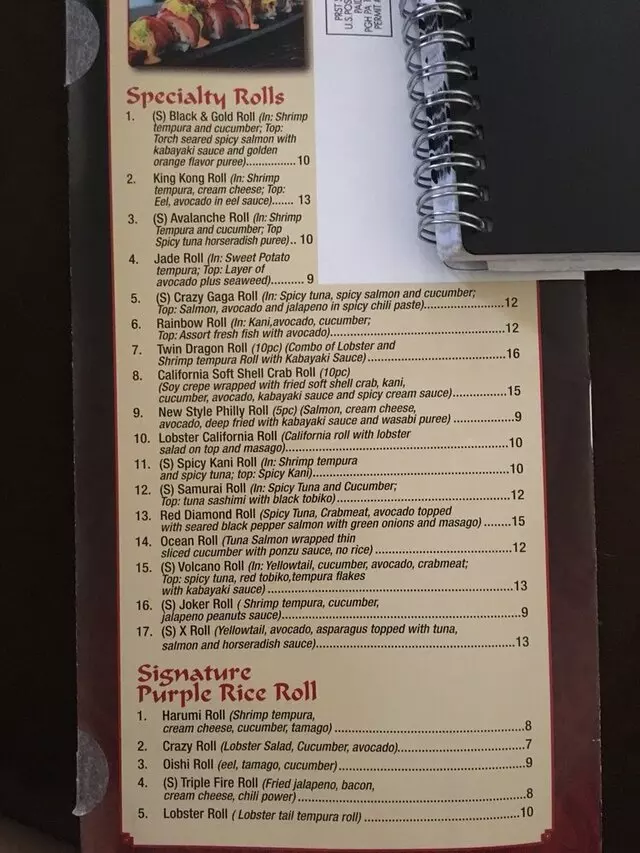 PRST S
U.S. POS
PAID
PGH PA
PERMIT #
Specialty Rolls
1. (S) Black & Gold Roll (In: Shrimp
tempura and cucumber; Top:
Torch seared spicy salmon with
kabayaki sauce and golden
orange flavor puree)...............10
2. King Kong Roll (In: Shrimp
tempura, cream cheese; Top:
Eel, avocado in eel sauce)....... 13
3. (S) Avalanche Roll (In: Shrimp
Tempura and cucumber; Top
Spicy tuna horseradish puree).. 10
4. Jade Roll (In: Sweet Potato
tempura; Top: Layer of
avocado plus seaweed).......... 9
5. (S) Crazy Gaga Roll (In: Spicy tuna, spicy salmon and cucumber;
Top: Salmon, avocado and jalapeno in spicy chili paste)........................12
6. Rainbow Roll (In: Kani,avocado, cucumber;
Top: Assort fresh fish with avocado).....................................................12
7. Twin Dragon Roll (10pc) (Combo of Lobster and
Shrimp tempura Roll with Kabayaki Sauce)..........................................16
8. California Soft Shell Crab Roll (10pc)
(Soy crepe wrapped with fried soft shell crab, kani,
cucumber, avocado, kabayaki sauce and spicy cream sauce)................15
9. New Style Philly Roll (5pc) (Salmon, cream cheese,
avocado, deep fried with kabayaki sauce and wasabi puree) ...................9
10. Lobster California Roll (California roll with lobster
salad on top and masago)....................................................................10
11. (S) Spicy Kani Roll (In: Shrimp tempura
and spicy tuna; top: Spicy Kani)............................................................10
12. (S) Samurai Roll (In: Spicy Tuna and Cucumber;
Top: tuna sashimi with black tobiko).....................................................12
13. Red Diamond Roll (Spicy Tuna, Crabmeat, avocado topped
with seared black pepper salmon with green onions and masago) ........15
14. Ocean Roll (Tuna Salmon wrapped thin
sliced cucumber with ponzu sauce, no rice) ..........................................12
15. (S) Volcano Roll (In: Yellowtail, cucumber, avocado, crabmeat;
Top: spicy tuna, red tobiko,tempura flakes
with kabayaki sauce) ...........................................................................13
16. (S) Joker Roll ( Shrimp tempura, cucumber,
jalapeno peanuts sauce)........................................................................9
17. (S) X Roll (Yellowtail, avocado, asparagus topped with tuna,
salmon and horseradish sauce)............................................................13
Signature
Purple Rice Roll
1. Harumi Roll (Shrimp tempura,
cream cheese, cucumber, tamago) .......................................................8
2. Crazy Roll (Lobster Salad, Cucumber, avocado)....................................7
3. Oishi Roll (eel, tamago, cucumber) .......................................................9
4. (S) Triple Fire Roll (Fried jalapeno, bacon,
cream cheese, chili power) ...................................................................8
5. Lobster Roll ( Lobster tail tempura roll) ...............................................10